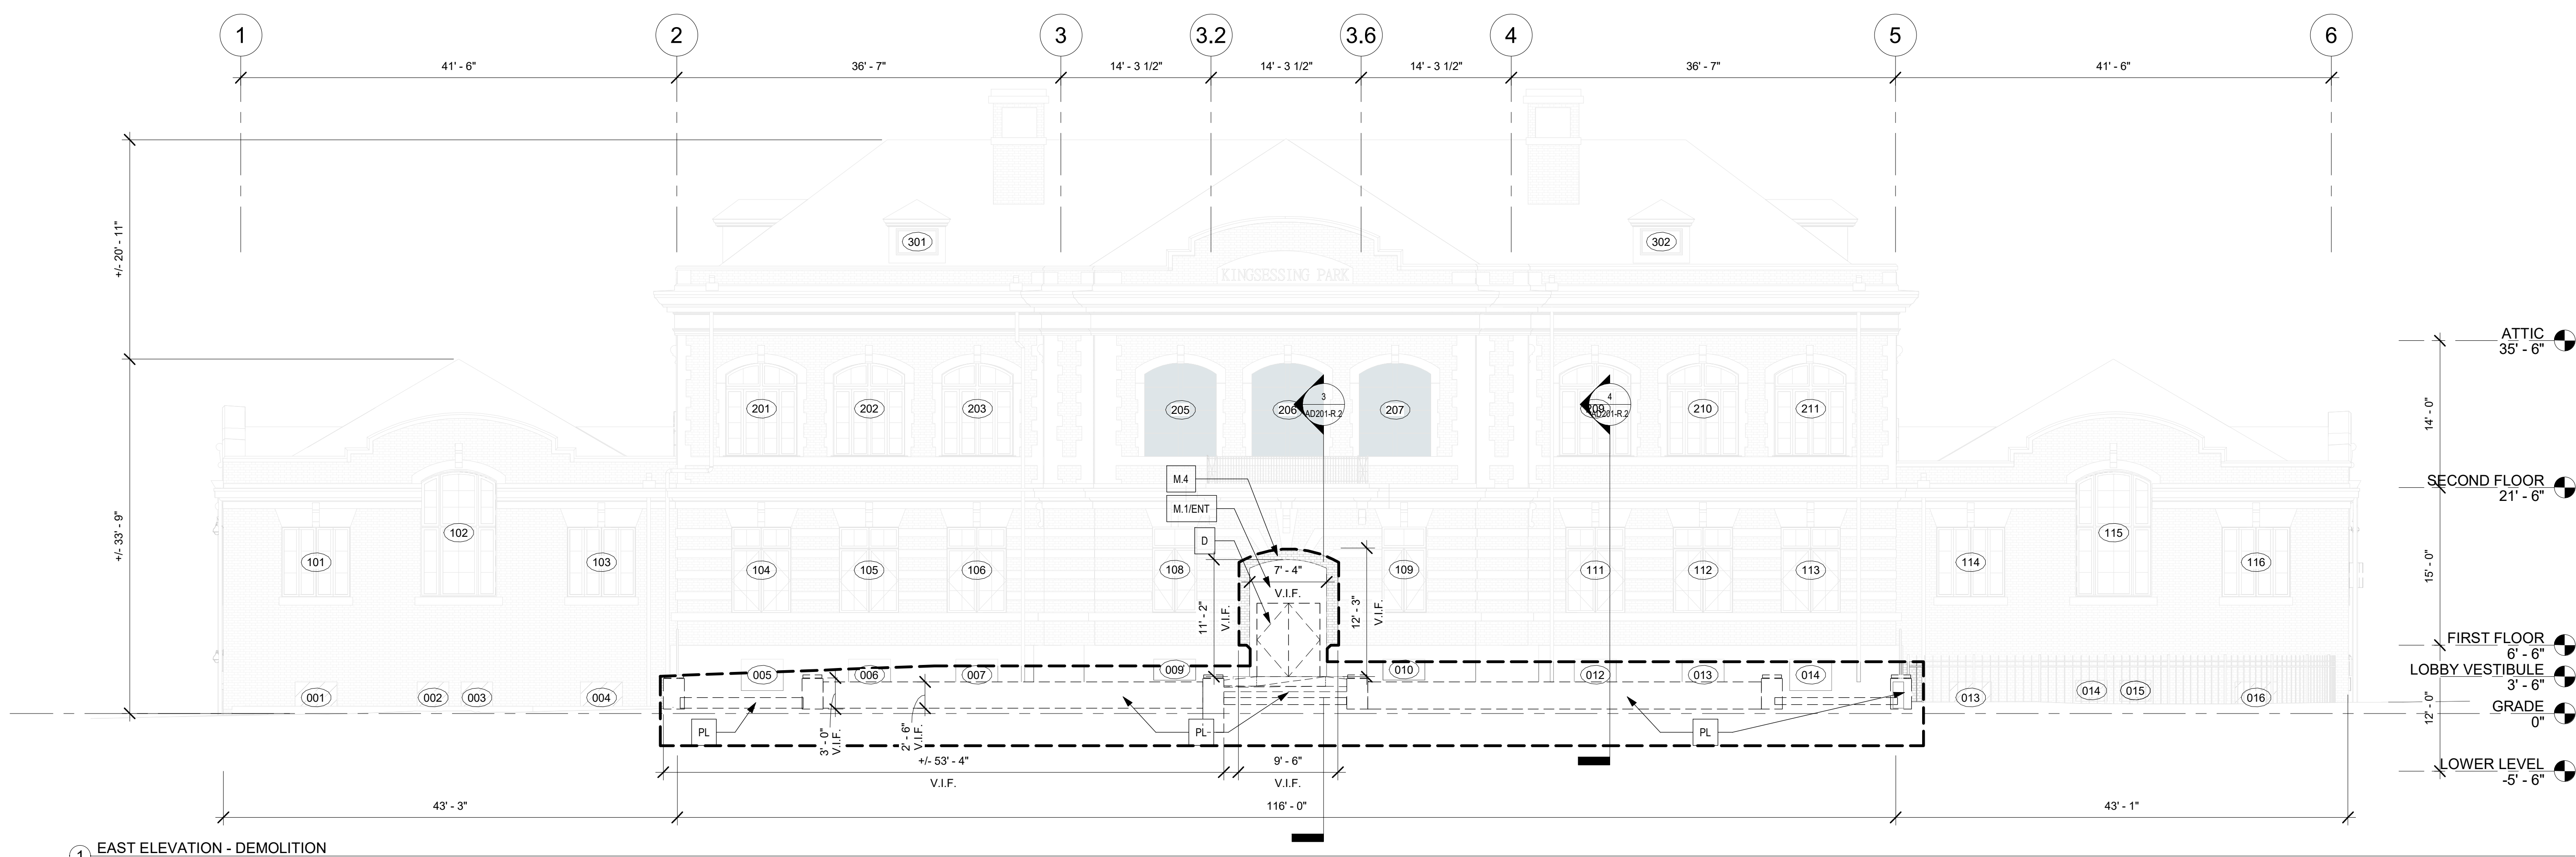 1 2 3 3.2 3.6 4 5 6
41' - 6" 36' - 7" 14' - 3 1/2" 14' - 3 1/2" 14' - 3 1/2" 36' - 7" 41' - 6"
+/- 20' - 11"
301 302
KINGSESSING PARK
ATTIC
35' - 6"
201 202 203 205 206 207 209 210 211
3
AD201-R.2
4
AD201-R.2
14' - 0"
M.4
SECOND FLOOR
21' - 6"
M.1/ENT
+/- 33' - 9"
101 102 103 104 105 106 108 109 111 112 113 114 115 116
D
7' - 4"
V.I.F.
11' - 2"
V.I.F.
12' - 3"
V.I.F.
15' - 0"
FIRST FLOOR
6' - 6"
LOBBY VESTIBULE
3' - 6"
001 002 003 004 005 006 007 009 010 012 013 014 013 014 015 016
GRADE
0"
12' - 0"
PL PL PL
3' - 0"
V.I.F.
2' - 6"
V.I.F.
+/- 53' - 4"
V.I.F.
9' - 6"
V.I.F.
LOWER LEVEL
-5' - 6"
43' - 3" 116' - 0" 43' - 1"
1 EAST ELEVATION - DEMOLITION